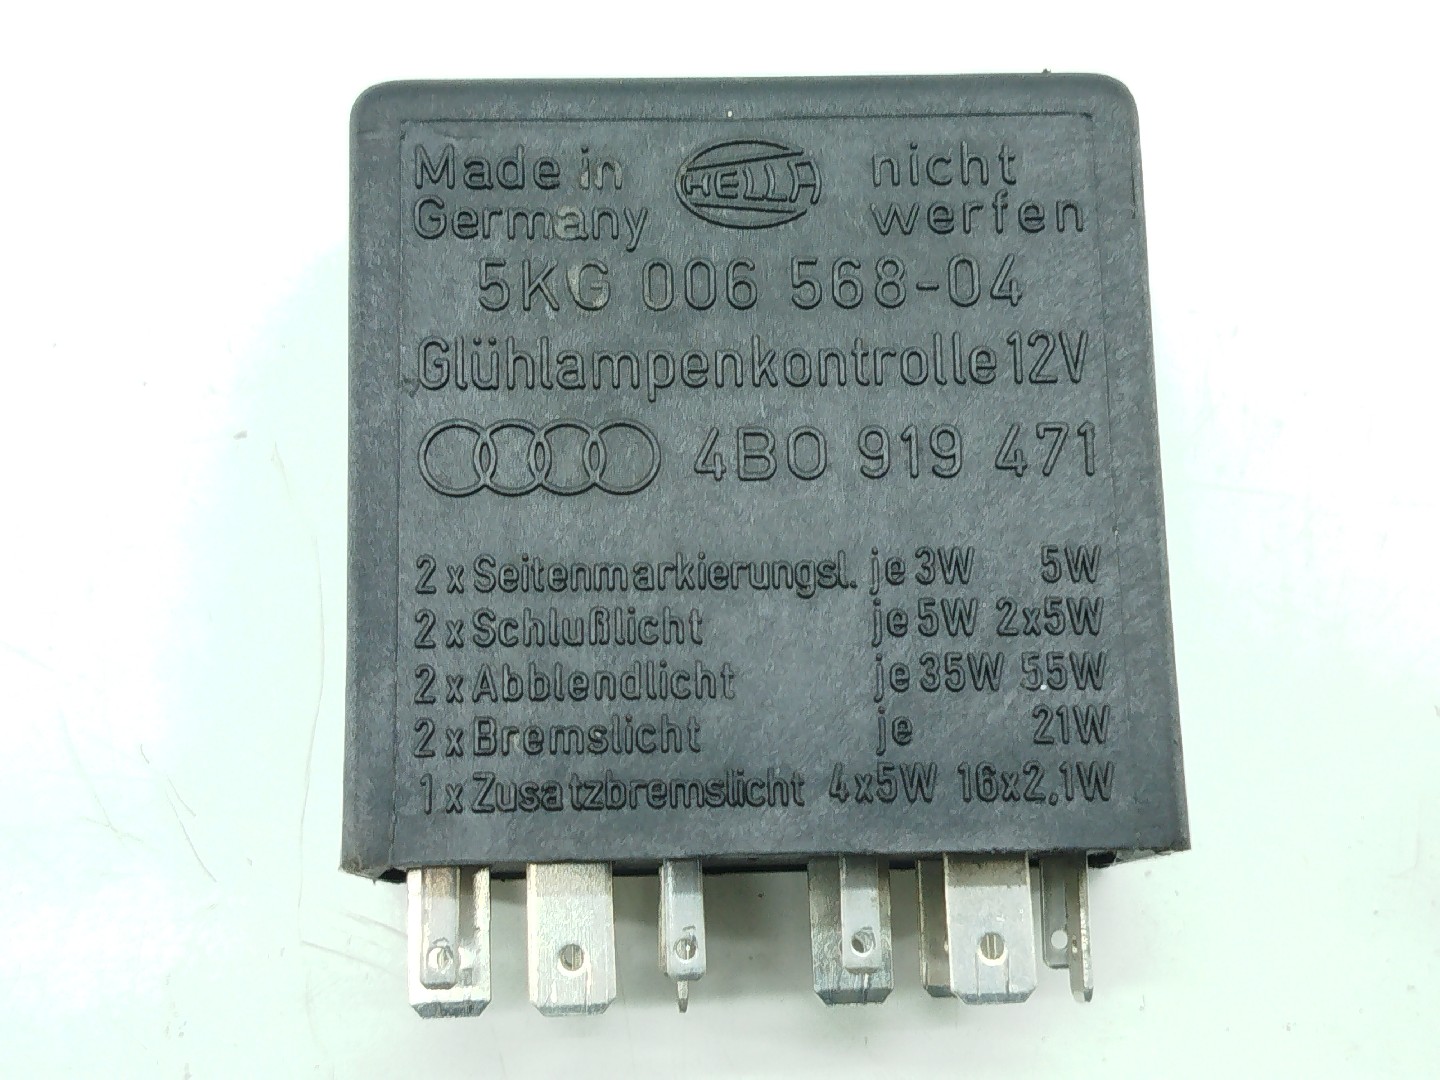 Made in HELLA nicht
Germany werfen
5KG 006 568-04
Glühlampenkontrolle 12V
4B0 919 471
2 x Seitenmarkierungsl. je 3W 5W
2 x Schlußlicht je 5W 2x5W
2 x Abblendlicht je 35W 55W
2 x Bremslicht je 21W
1 x Zusatzbremslicht 4x5W 16x2,1W